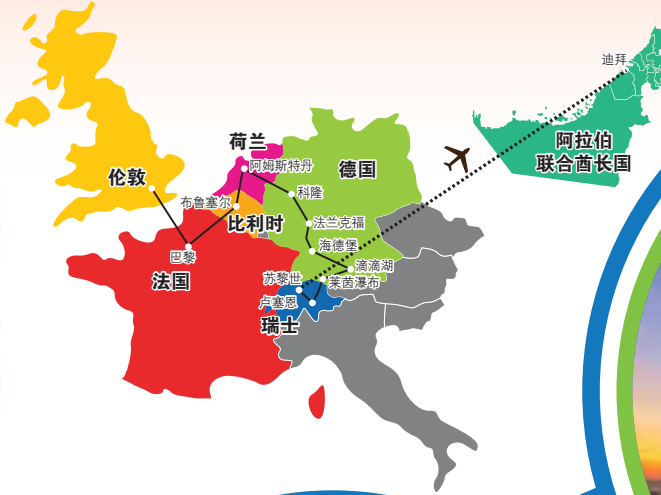 迪拜
阿拉伯
联合酋长国
荷兰
阿姆斯特丹
德国
伦敦
科隆
布鲁塞尔
比利时
法兰克福
海德堡
巴黎
滴滴湖
法国
苏黎世
莱茵瀑布
卢塞恩
瑞士